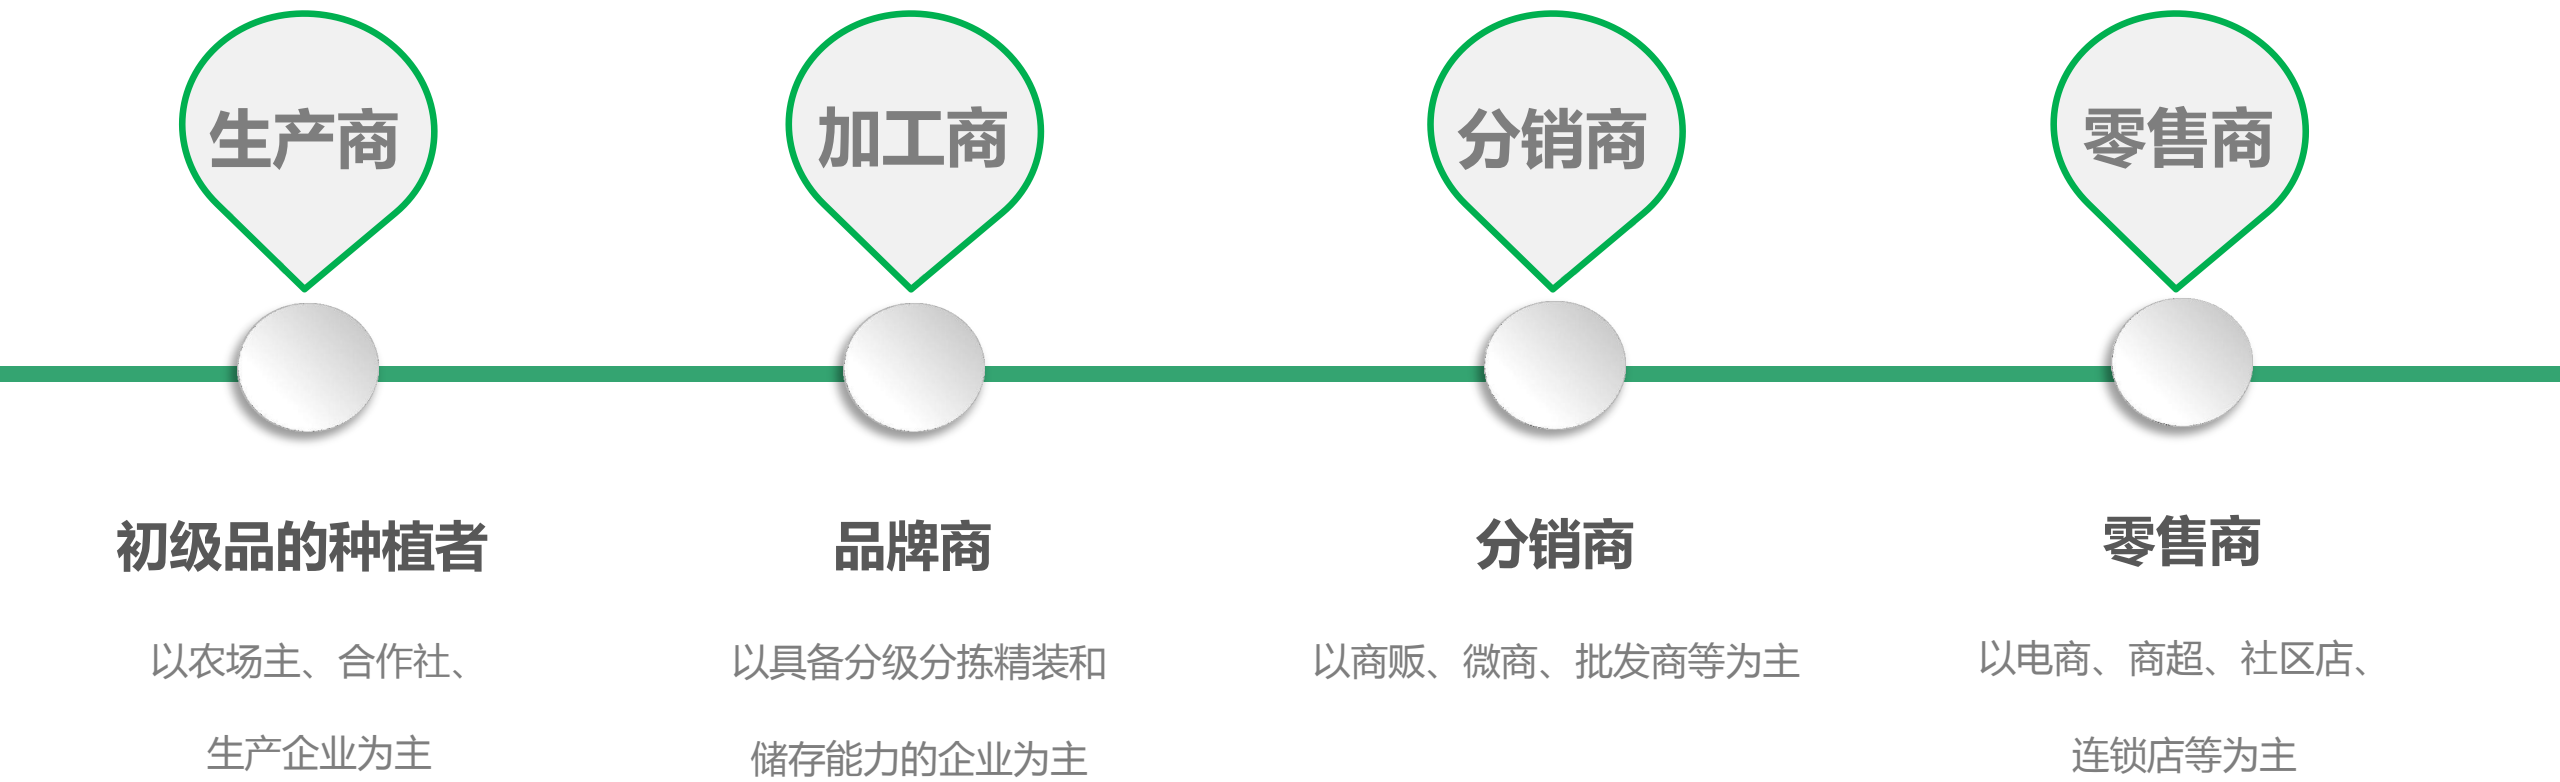 生产商
加工商
分销商
零售商
初级品的种植者
品牌商
分销商
零售商
以农场主、合作社、
生产企业为主
以具备分级分拣精装和
储存能力的企业为主
以商贩、微商、批发商等为主
以电商、商超、社区店、
连锁店等为主